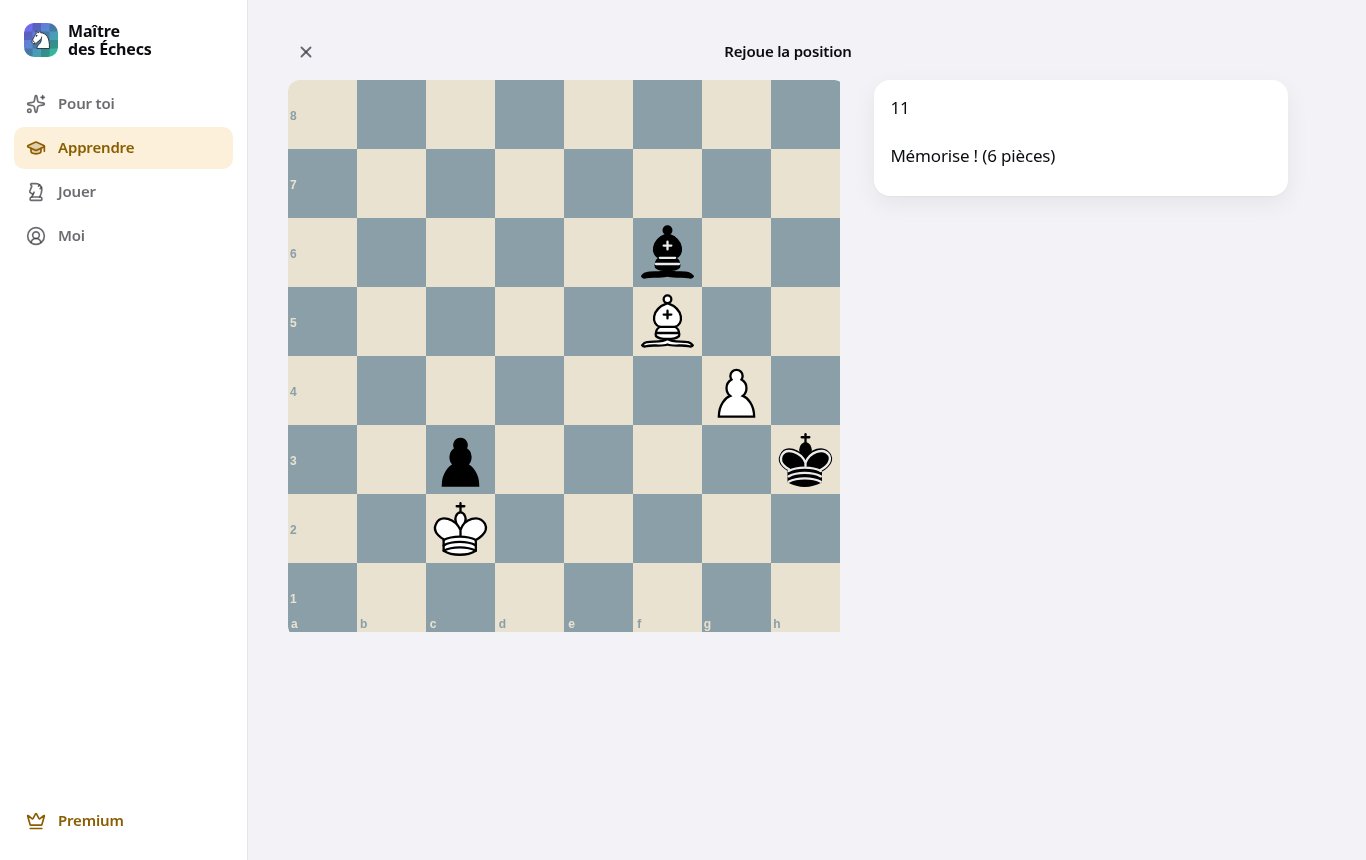 Maître
des Échecs
Pour toi
Apprendre
Jouer
Moi
Premium
Rejoue la position
8
7
6
5
4
3
2
1
a b c d e f g h
11
Mémorise ! (6 pièces)